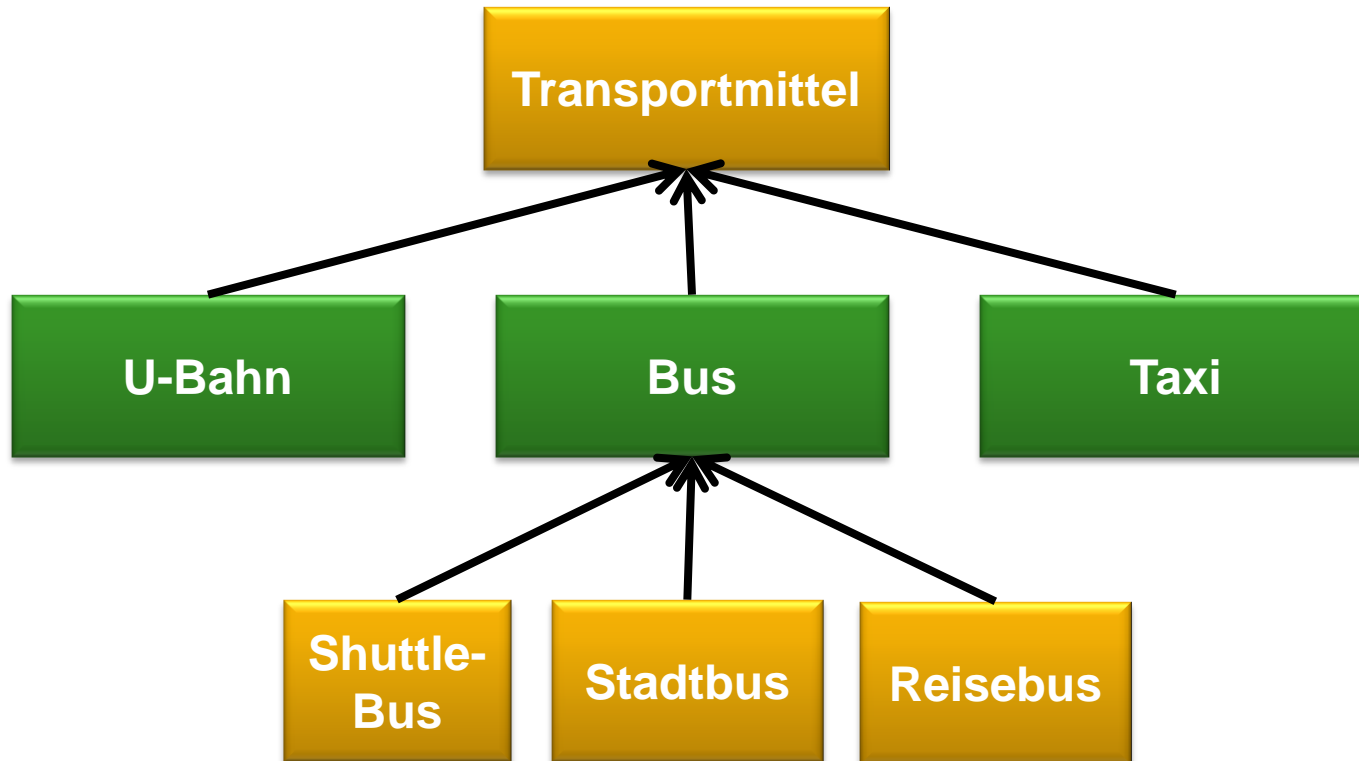 Transportmittel
U-Bahn
Bus
Taxi
Shuttle-
Bus
Stadtbus
Reisebus